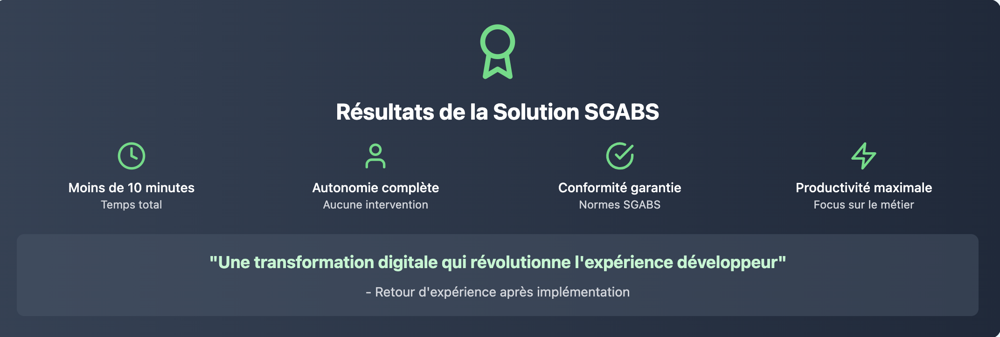 Résultats de la Solution SGABS
Moins de 10 minutes
Temps total
Autonomie complète
Aucune intervention
Conformité garantie
Normes SGABS
Productivité maximale
Focus sur le métier
"Une transformation digitale qui révolutionne l'expérience développeur"
- Retour d'expérience après implémentation